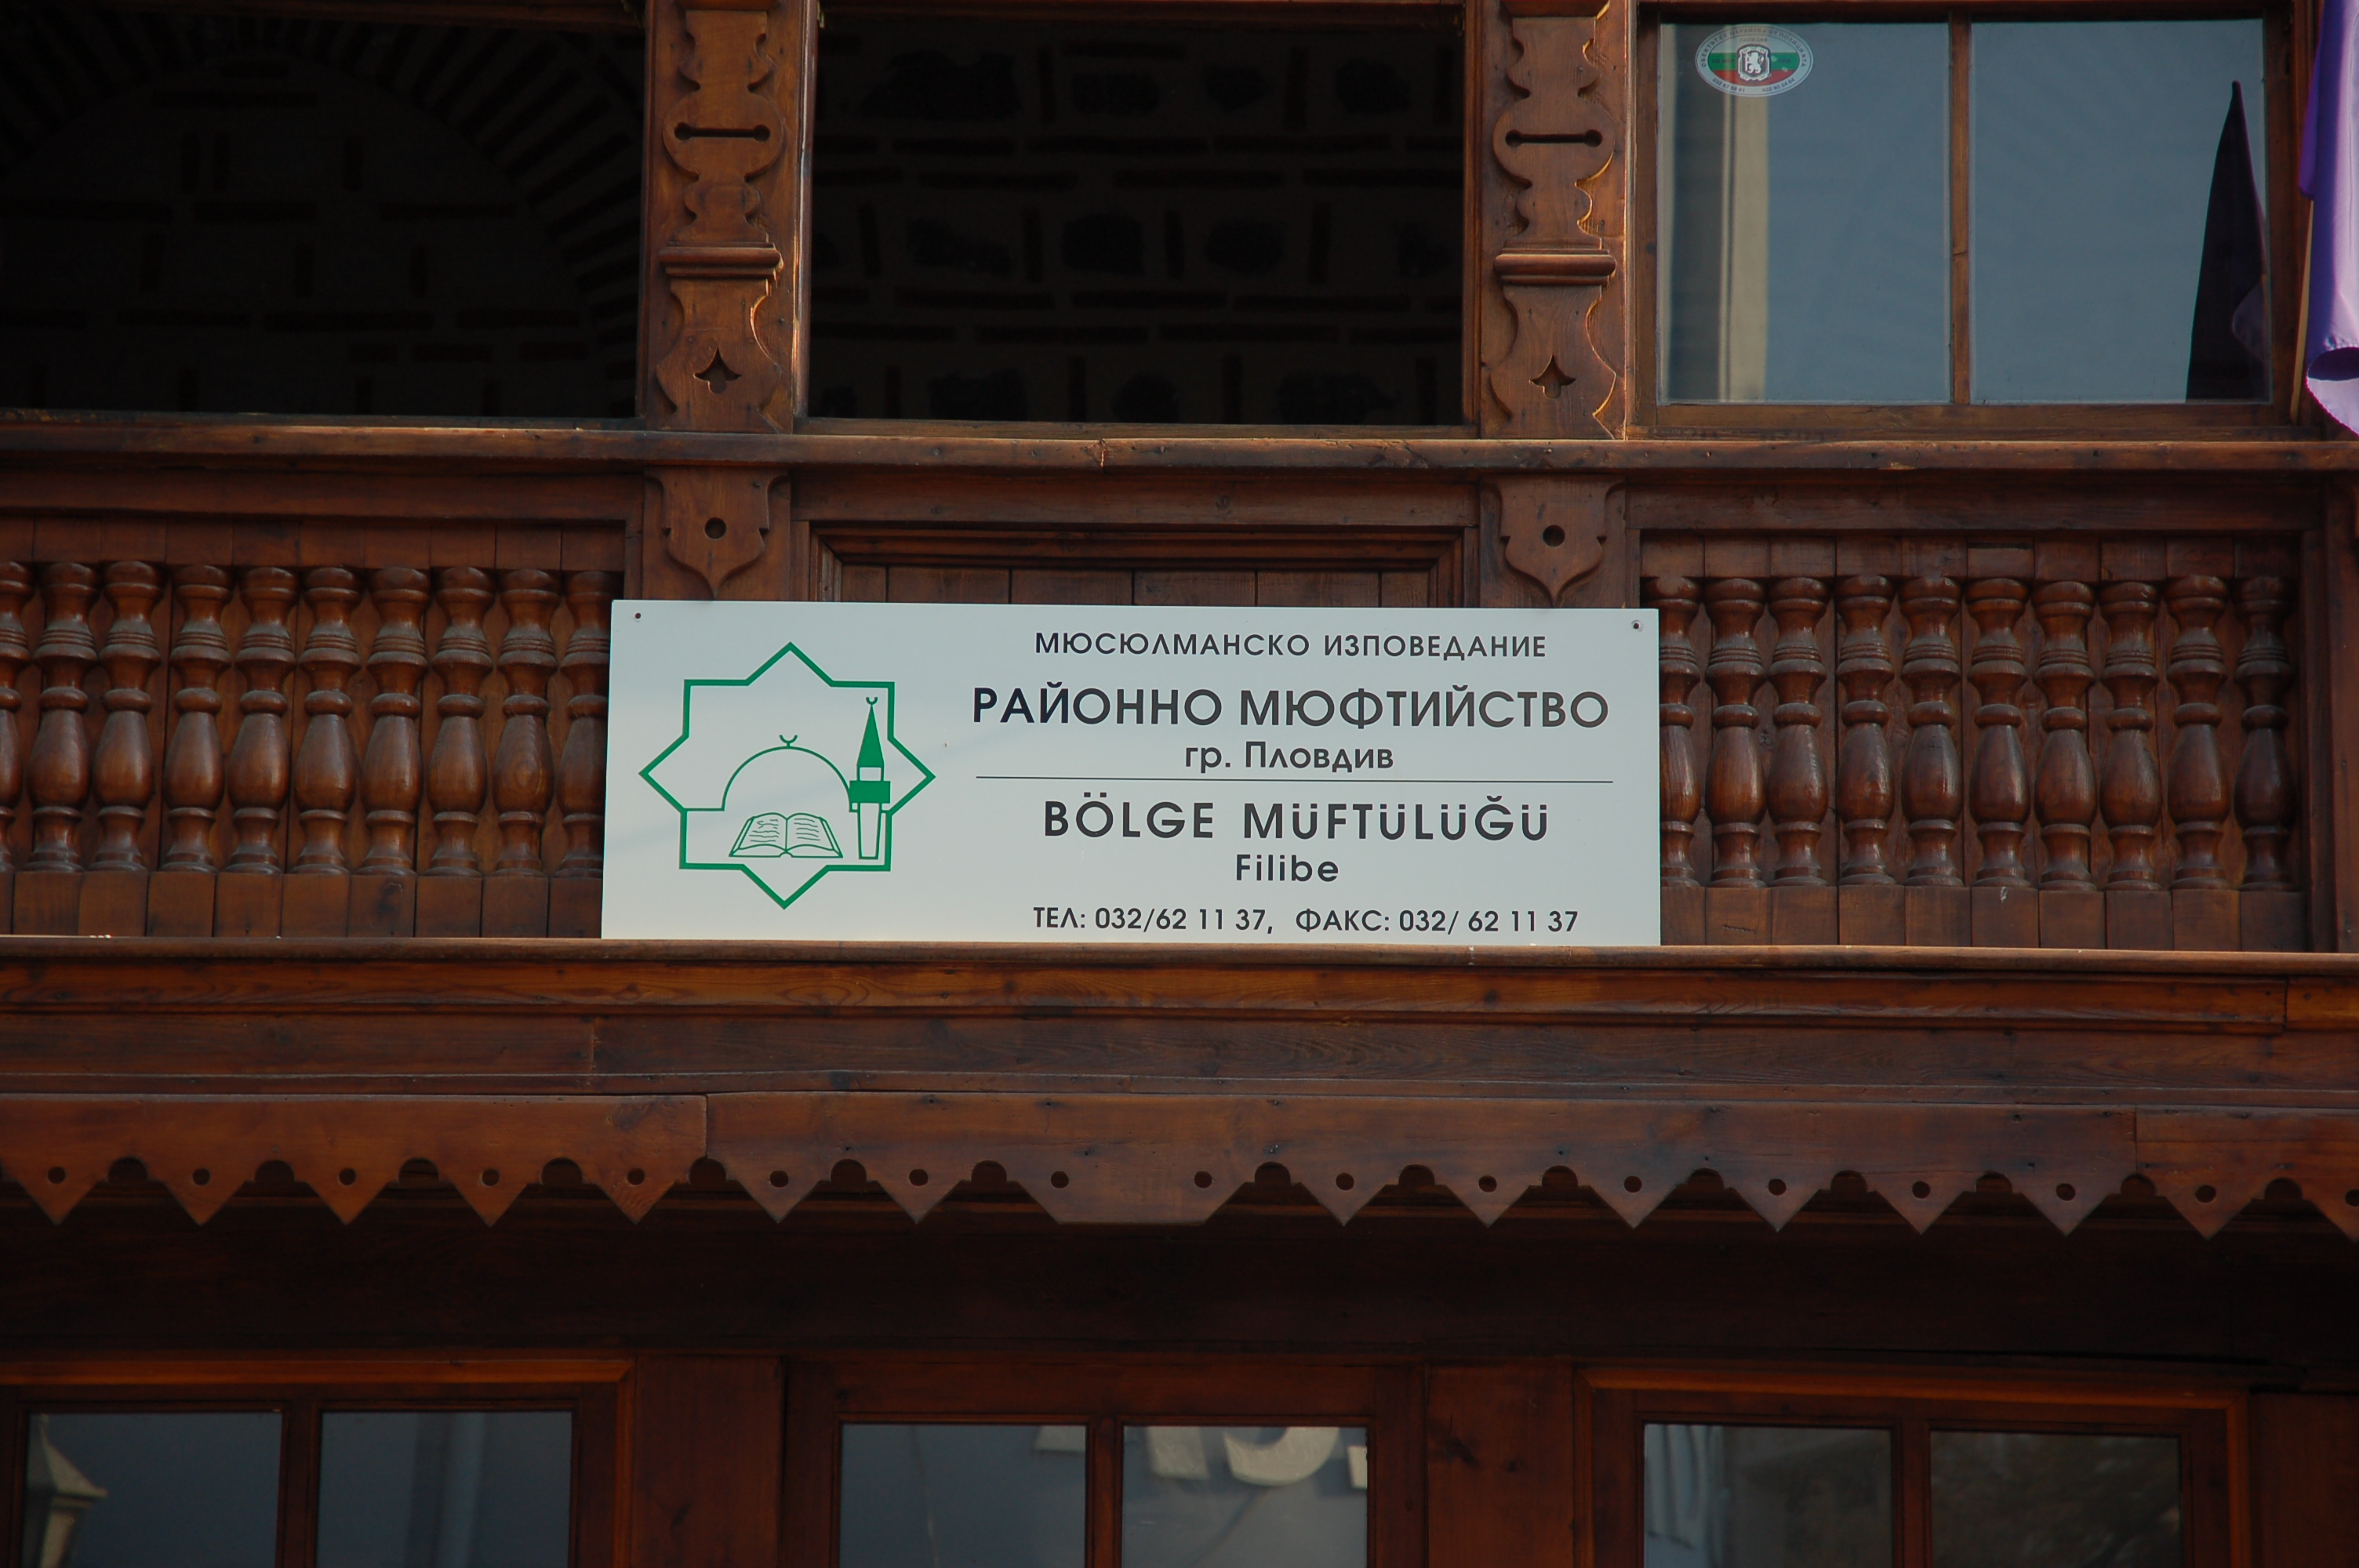 МЮСЮЛМАНСКО ИЗПОВЕДАНИЕ
РАЙОННО МЮФТИЙСТВО
гр. Пловдив
BÖLGE MÜFTÜLÜĞÜ
Filibe
ТЕЛ: 032/62 11 37, ФАКС: 032/ 62 11 37